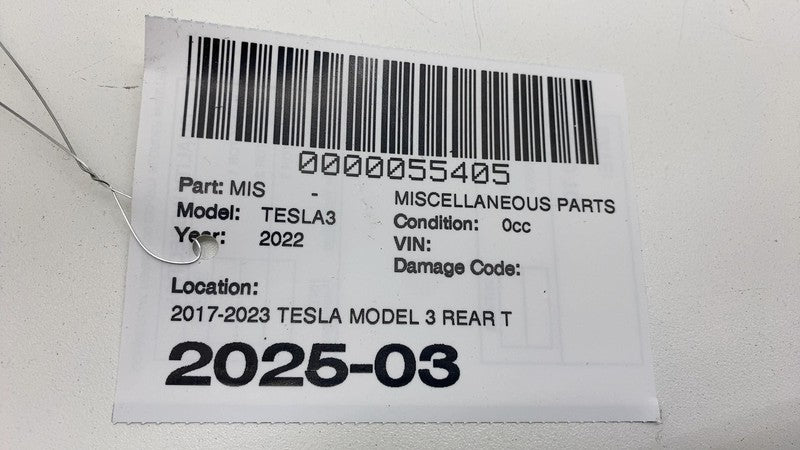 0000055405
Part: MIS - MISCELLANEOUS PARTS
Model: TESLA3 Condition: 0cc
Year: 2022 VIN:
Damage Code:
Location:
2017-2023 TESLA MODEL 3 REAR T
2025-03